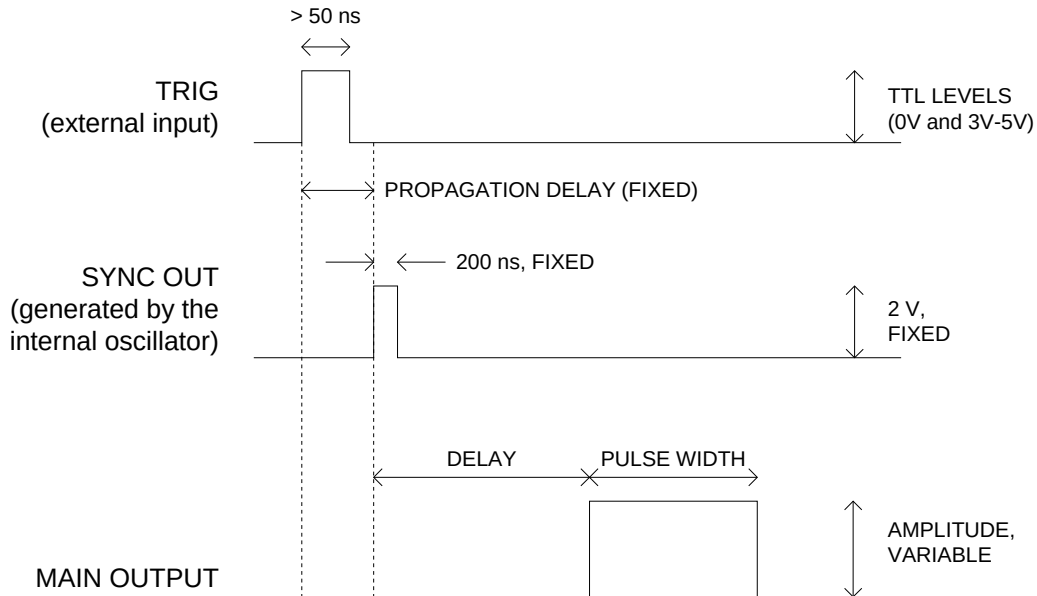 > 50 ns
TRIG
(external input)
TTL LEVELS
(0V and 3V-5V)
PROPAGATION DELAY (FIXED)
200 ns, FIXED
SYNC OUT
(generated by the
internal oscillator)
2 V,
FIXED
DELAY
PULSE WIDTH
AMPLITUDE,
VARIABLE
MAIN OUTPUT